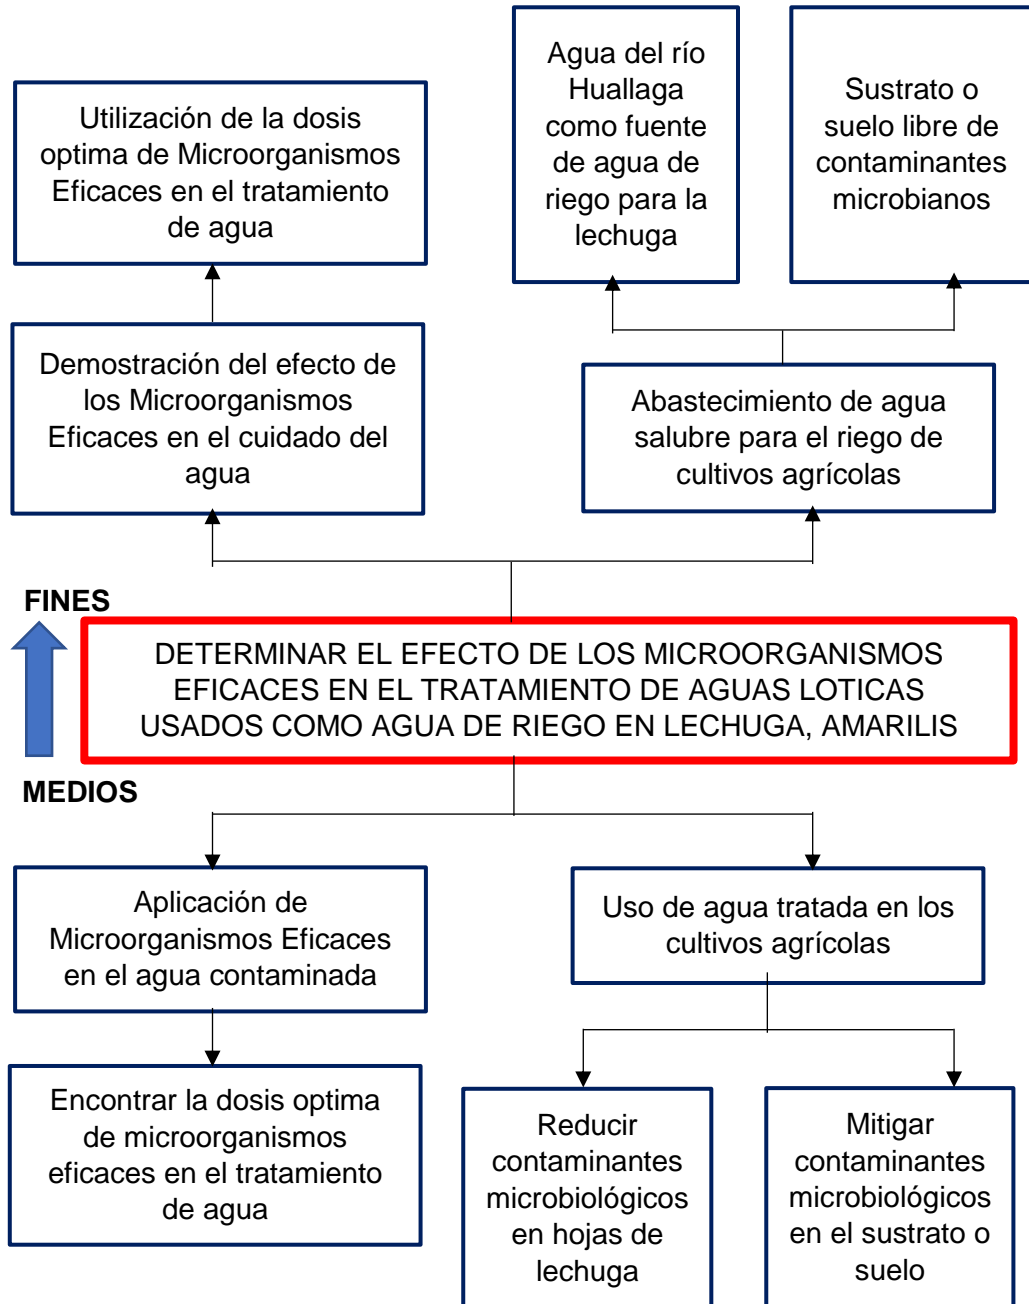 Utilización de la dosis
optima de Microorganismos
Eficaces en el tratamiento
de agua
Agua del río
Huallaga
como fuente
de agua de
riego para la
lechuga
Sustrato o
suelo libre de
contaminantes
microbianos
Demostración del efecto de
los Microorganismos
Eficaces en el cuidado del
agua
Abastecimiento de agua
salubre para el riego de
cultivos agrícolas
FINES
DETERMINAR EL EFECTO DE LOS MICROORGANISMOS
EFICACES EN EL TRATAMIENTO DE AGUAS LOTICAS
USADOS COMO AGUA DE RIEGO EN LECHUGA, AMARILIS
MEDIOS
Aplicación de
Microorganismos Eficaces
en el agua contaminada
Uso de agua tratada en los
cultivos agrícolas
Encontrar la dosis optima
de microorganismos
eficaces en el tratamiento
de agua
Reducir
contaminantes
microbiológicos
en hojas de
lechuga
Mitigar
contaminantes
microbiológicos
en el sustrato o
suelo